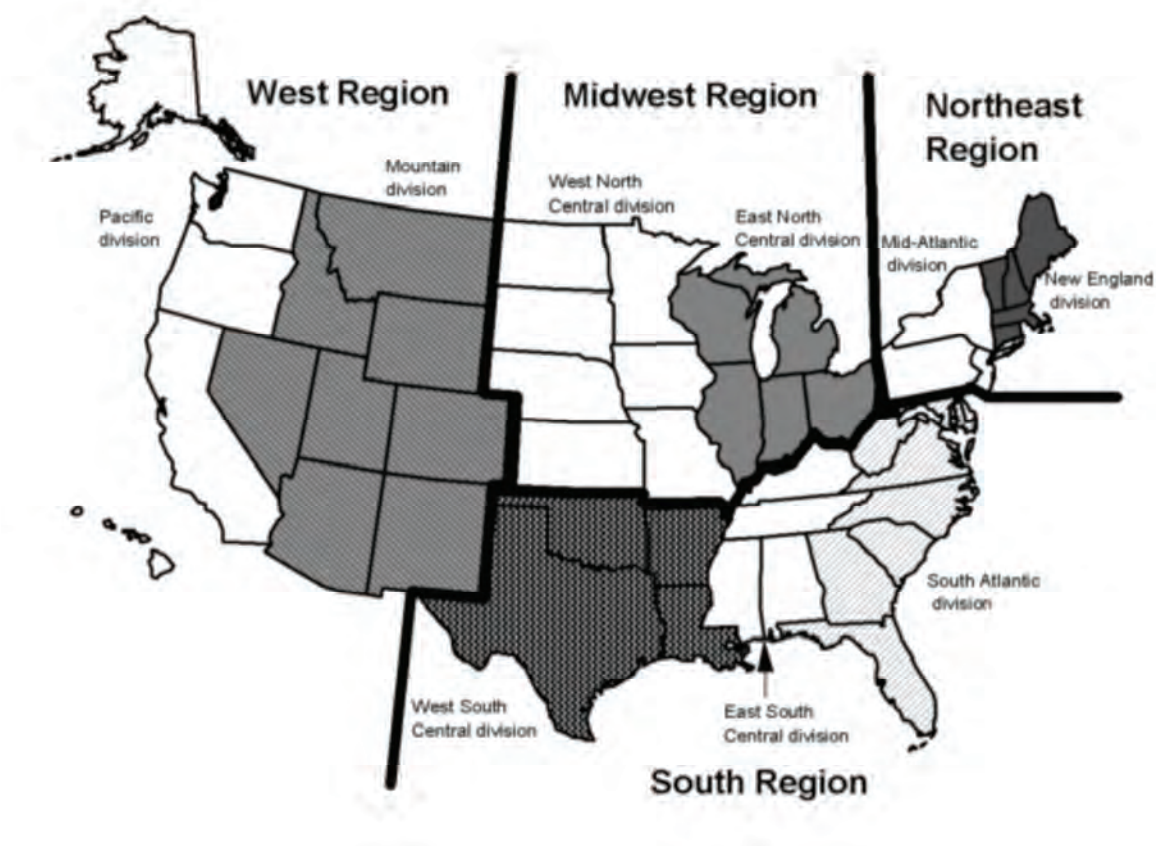 West Region
Midwest Region
Northeast
Region
Mountain
division
West North
Central division
Pacific
division
East North
Central division
Mid-Atlantic
division
New England
division
South Atlantic
division
West South
Central division
East South
Central division
South Region